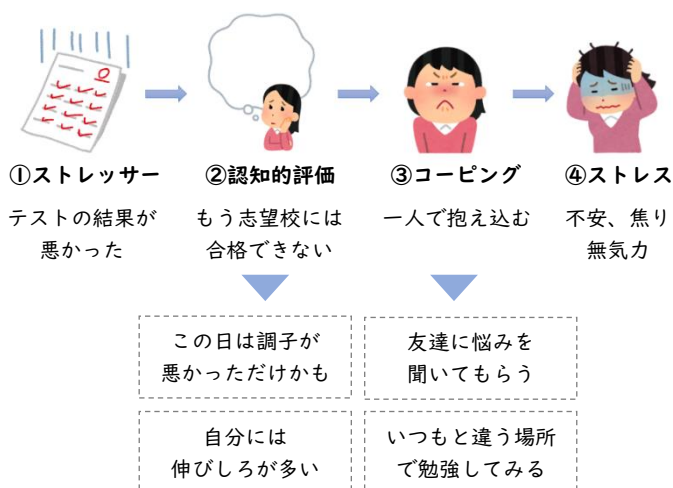 0
①ストレッサー
②認知的評価
③コーピング
④ストレス
テストの結果が
悪かった
もう志望校には
合格できない
一人で抱え込む
不安、焦り
無気力
この日は調子が
悪かっただけかも
友達に悩みを
聞いてもらう
自分には
伸びしろが多い
いつもと違う場所
で勉強してみる